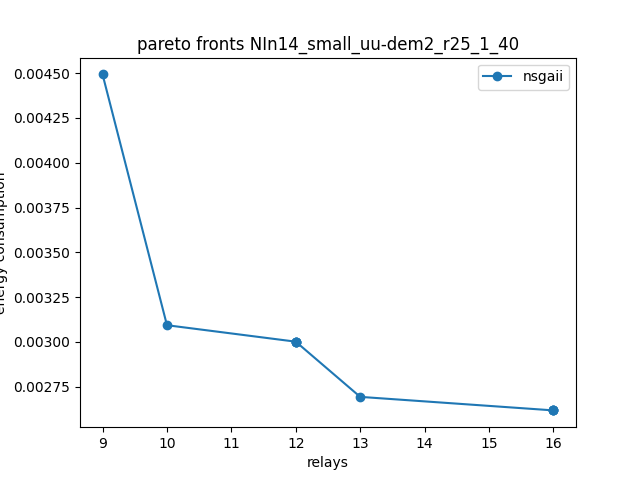 pareto fronts NIn14_small_uu-dem2_r25_1_40
nsgaii
0.00450
0.00425
0.00400
0.00375
0.00350
0.00325
0.00300
0.00275
energy consumption
9 10 11 12 13 14 15 16
relays